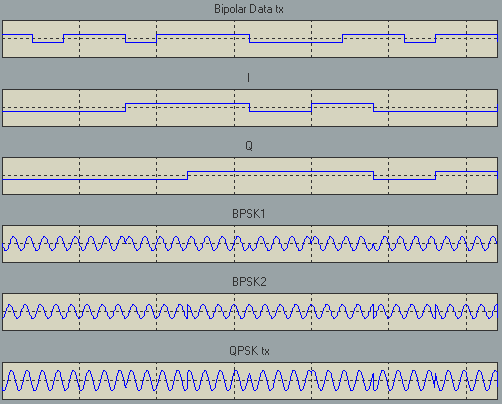 Bipolar Data tx
I
Q
BPSK1
BPSK2
QPSK tx